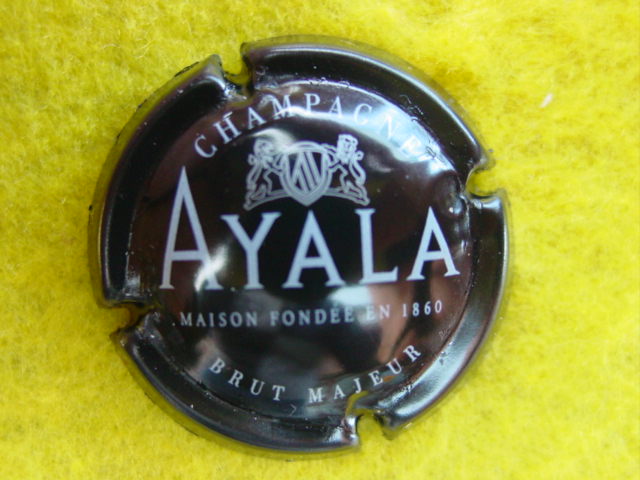 CHAMPAGNE
AYALA
MAISON FONDÉE EN 1860
BRUT MAJEUR